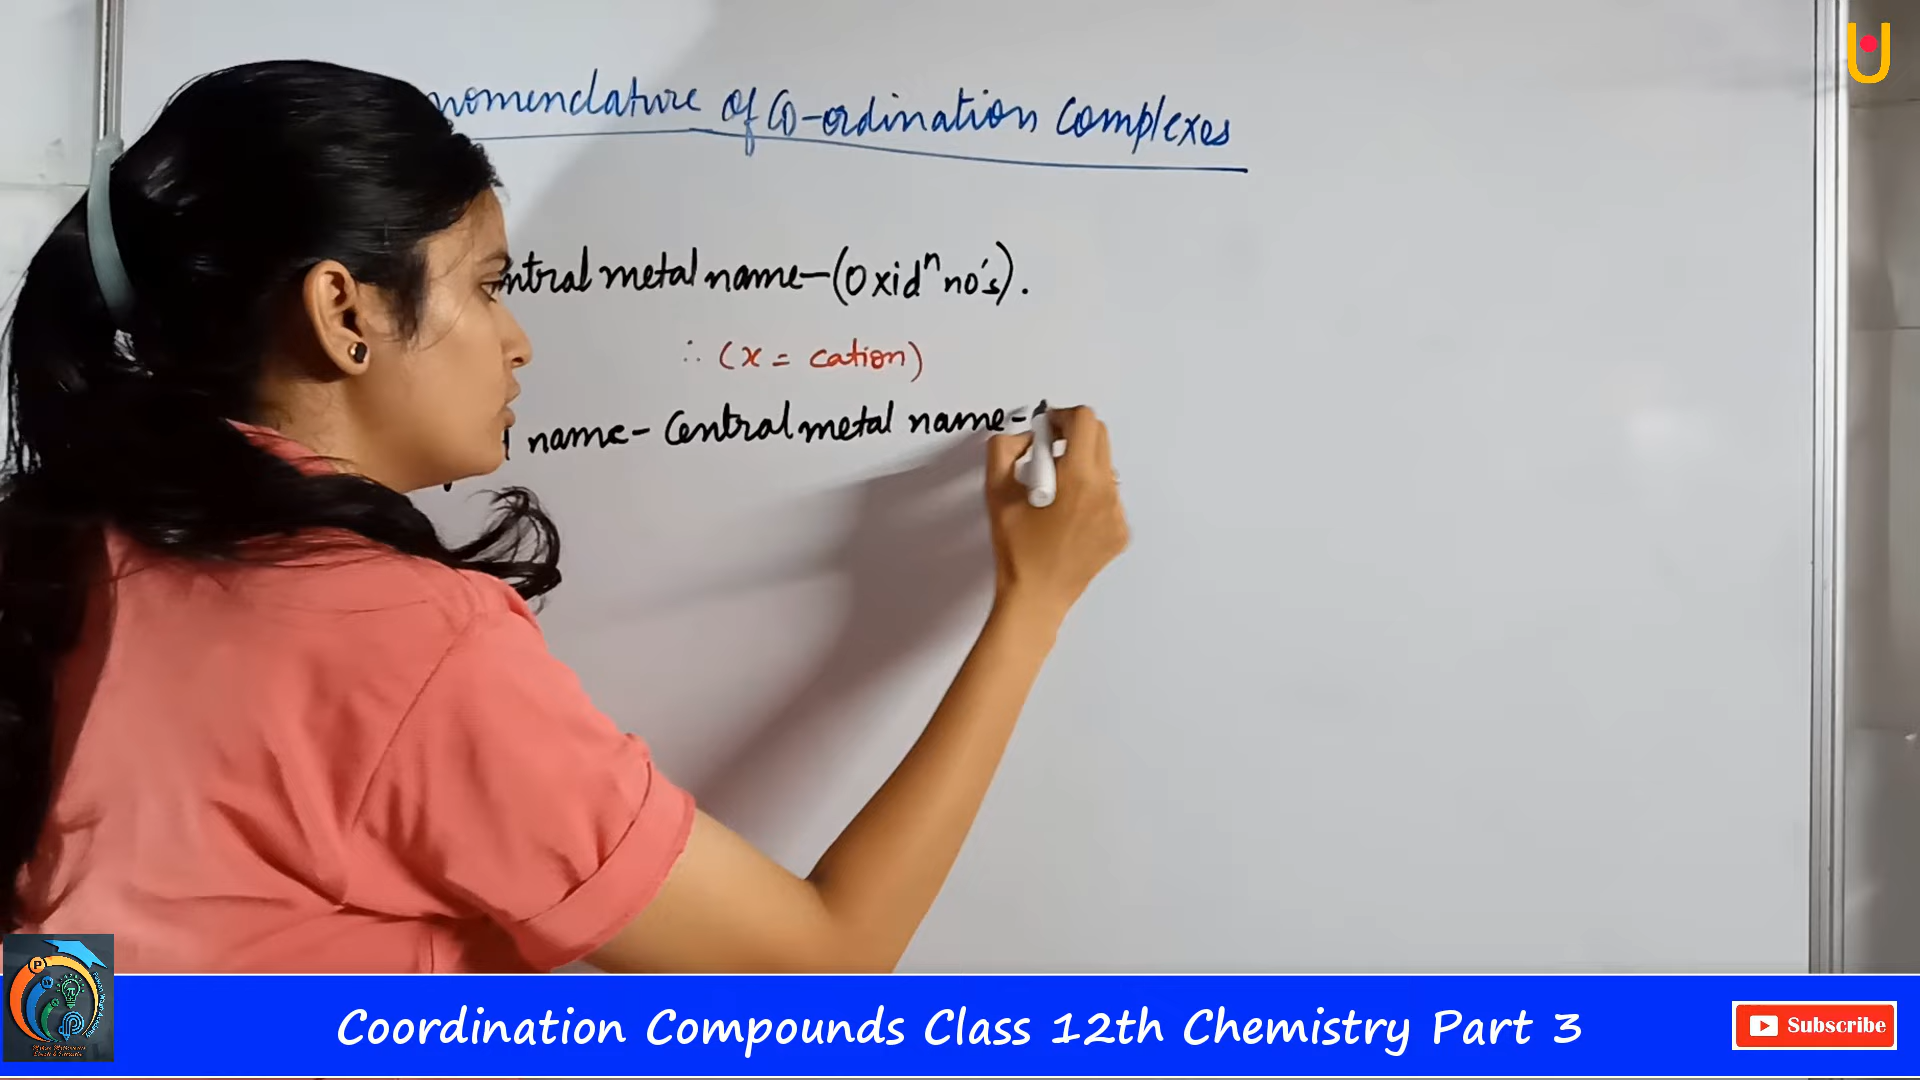 nomenclature of Co-ordination Complexes
ntral metal name-(Oxidⁿ no's).
∴ (x = cation)
name- Central metal name-
Coordination Compounds Class 12th Chemistry Part 3
Subscribe